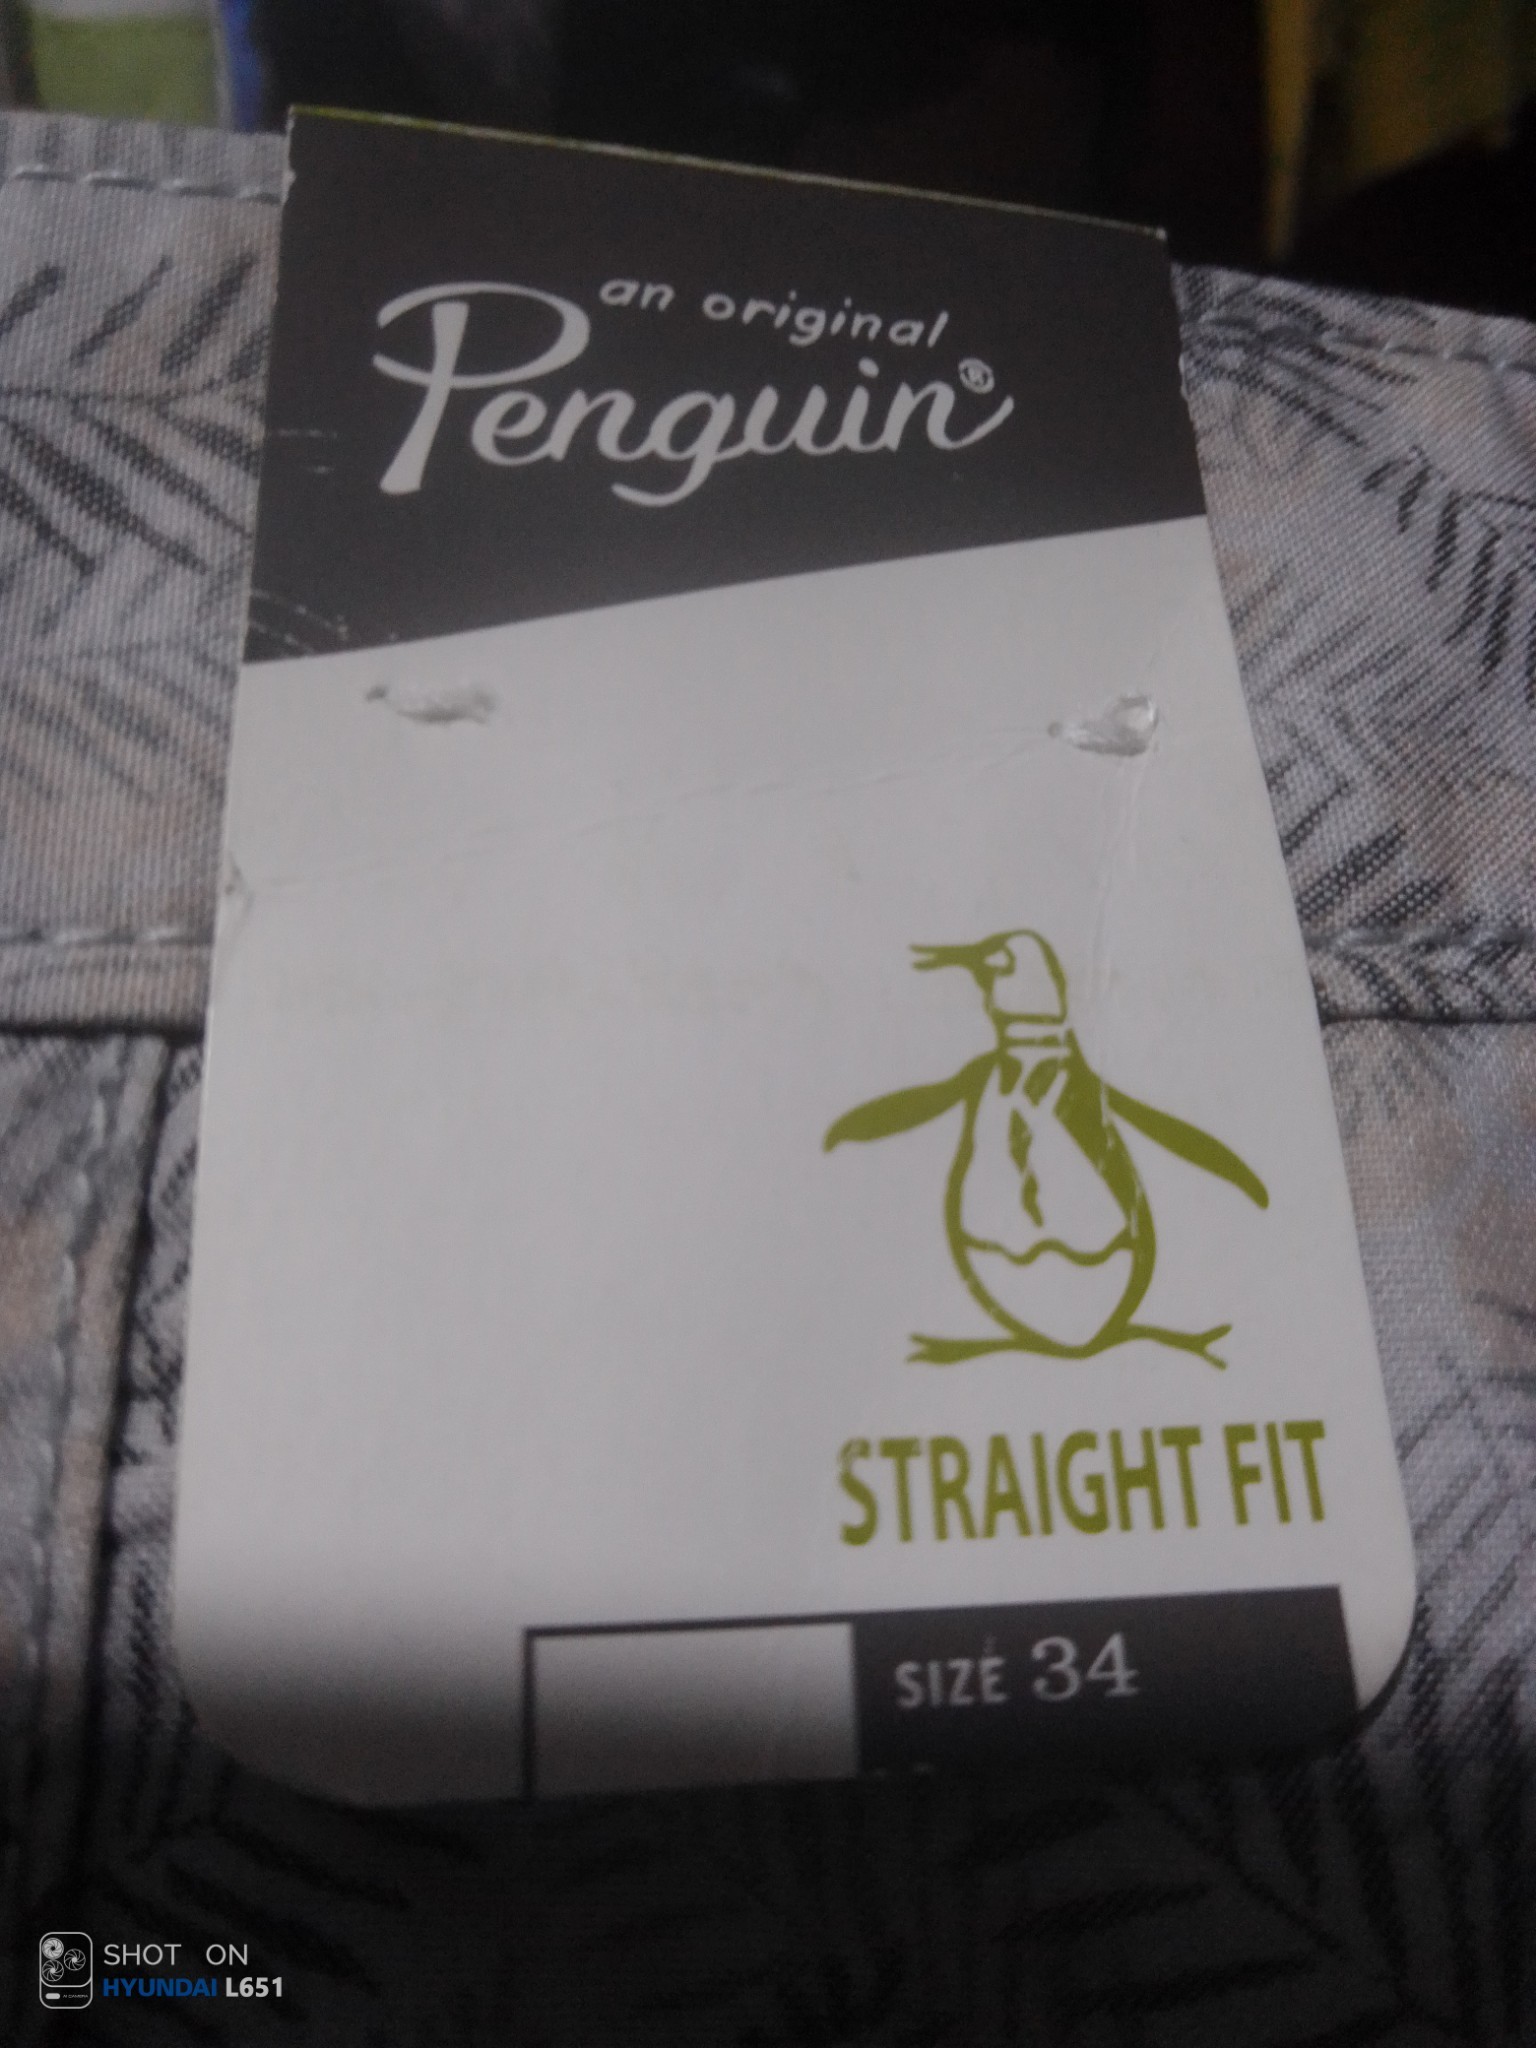 an original
Penguin®
STRAIGHT FIT
SIZE 34
SHOT ON
HYUNDAI L651